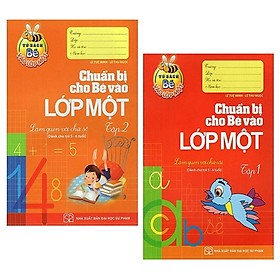 TỦ SÁCH
Bé
VÀO LỚP MỘT
LÊ TUỆ MINH - LÊ THU NGỌC
Trường:
Lớp:
Họ và tên:
Năm học:
Chuẩn bị
cho Bé vào
LỚP MỘT
Làm quen với chữ số
Tập 2
(Dành cho trẻ 5 - 6 tuổi)
4 + = 5
1 4 8
NHÀ XUẤT BẢN ĐẠI HỌC SƯ PHẠM
TỦ SÁCH
Bé
VÀO LỚP MỘT
LÊ TUỆ MINH - LÊ THU NGỌC
Trường:
Lớp:
Họ và tên:
Năm học:
Chuẩn bị
cho Bé vào
LỚP MỘT
Làm quen với chữ cái
(Dành cho trẻ 5 - 6 tuổi)
Tập 1
a
c b e
NHÀ XUẤT BẢN ĐẠI HỌC SƯ PHẠM